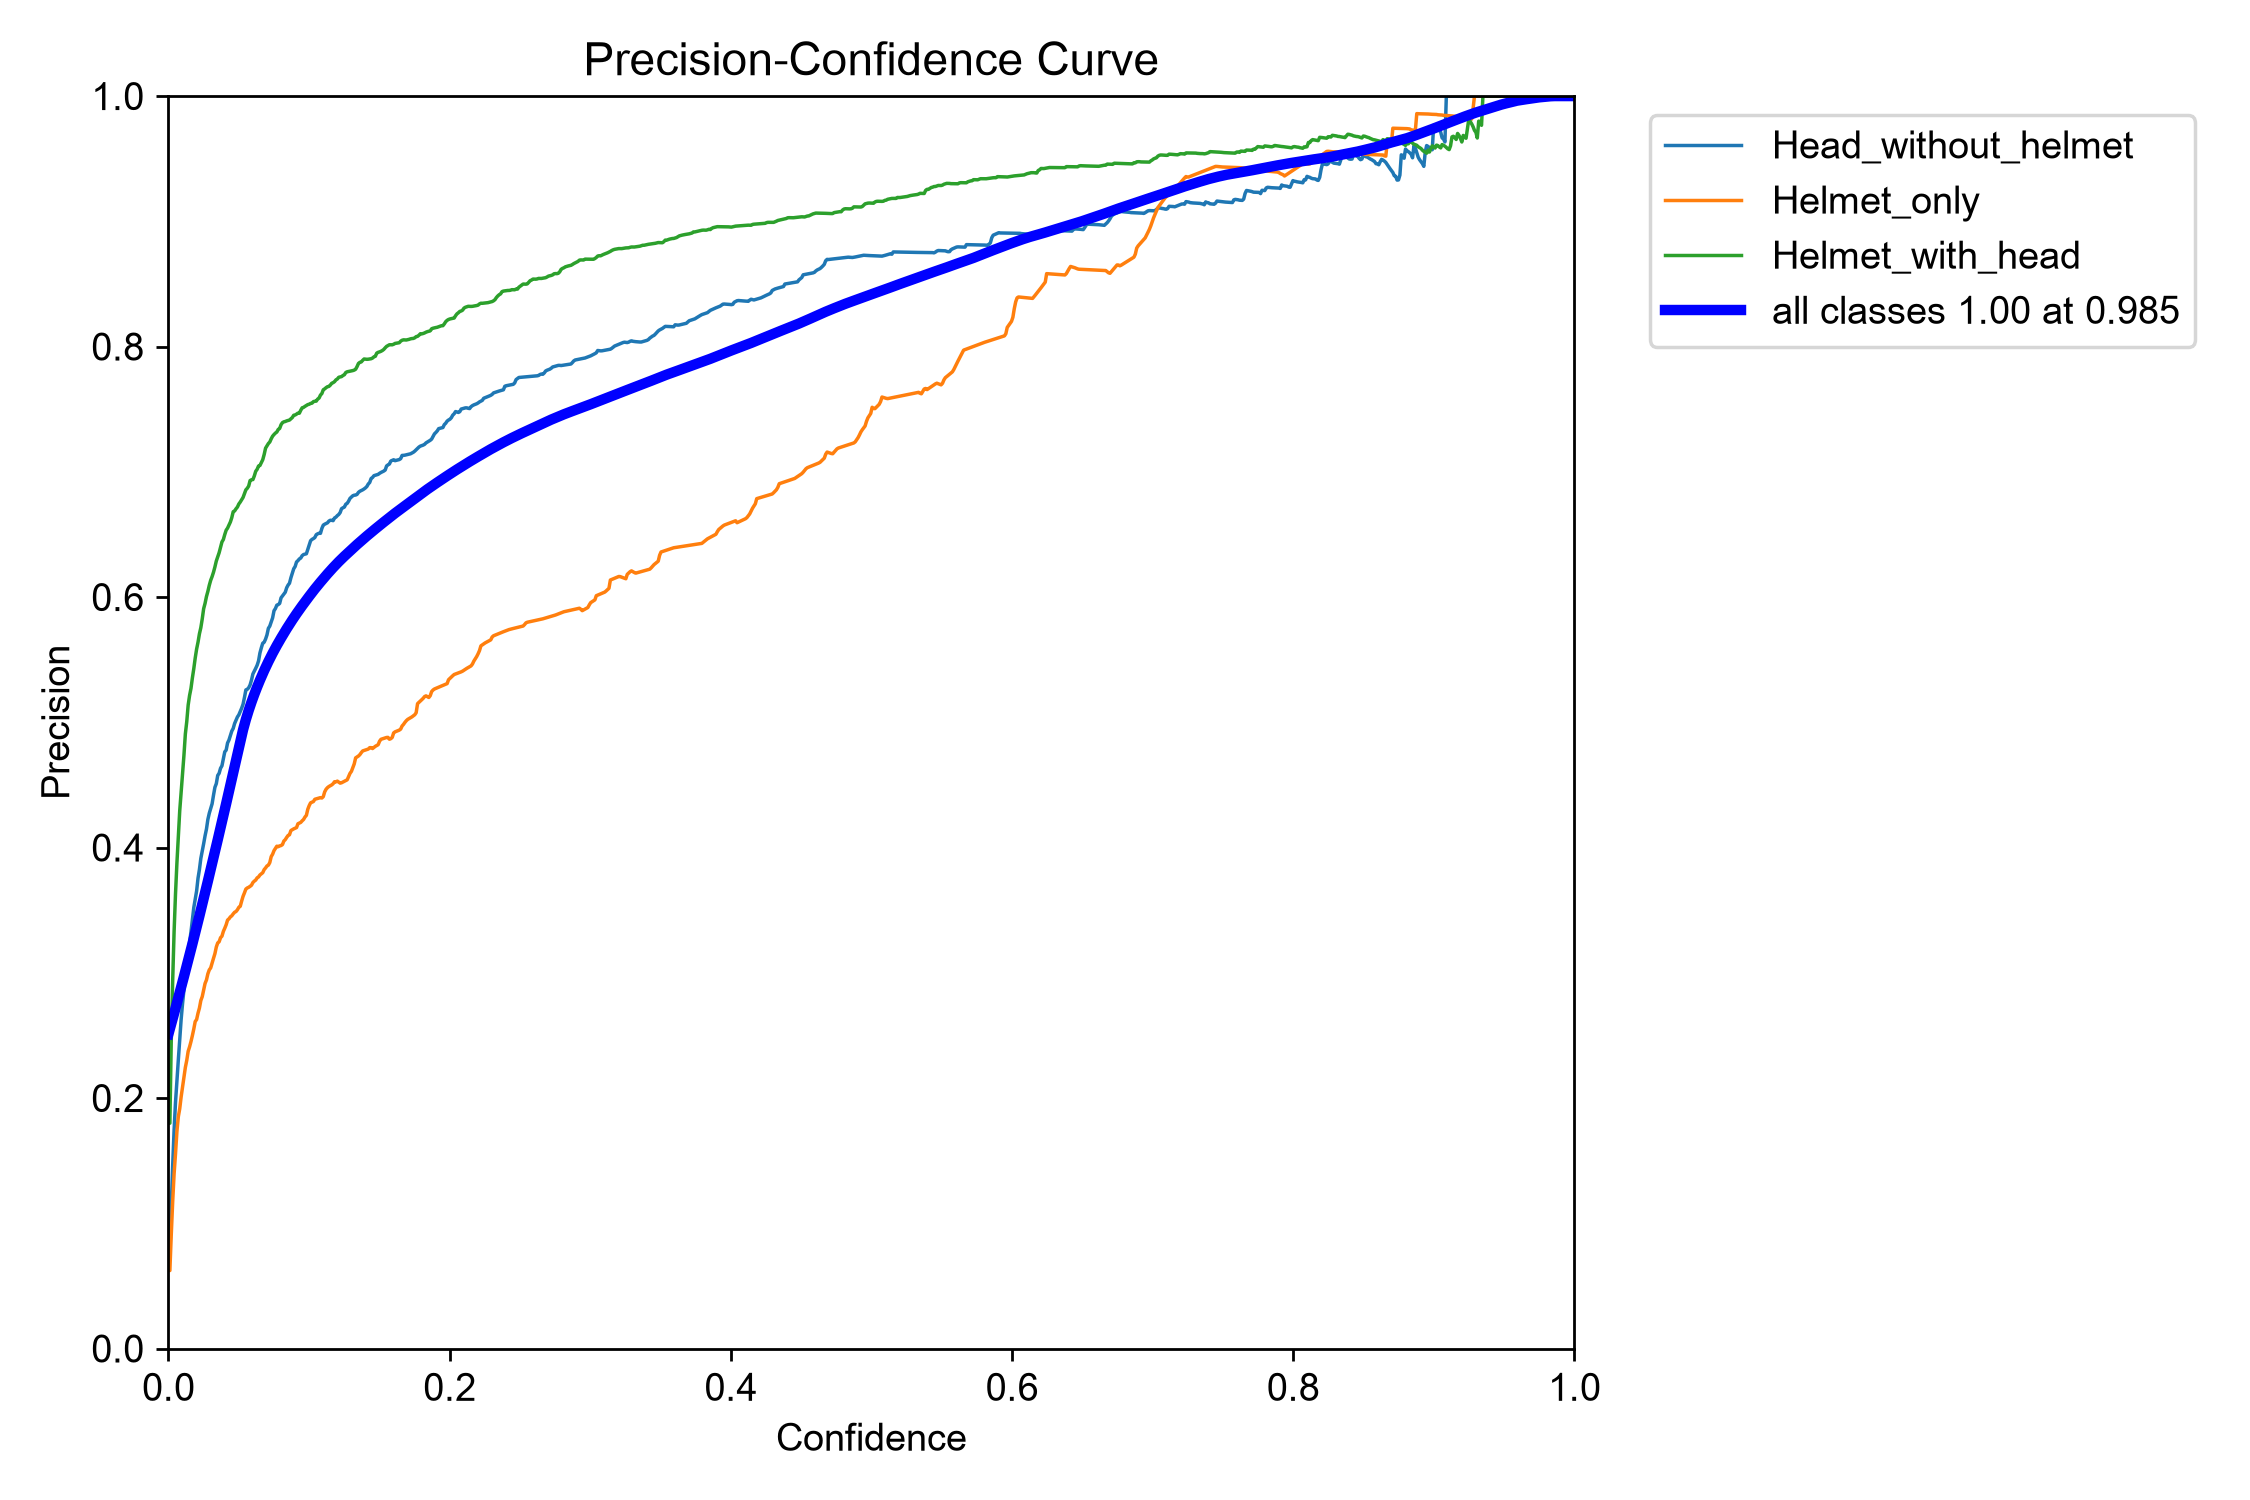 Precision-Confidence Curve
1.0
0.8
0.6
0.4
0.2
0.0
Precision
0.0 0.2 0.4 0.6 0.8 1.0
Confidence
Head_without_helmet
Helmet_only
Helmet_with_head
all classes 1.00 at 0.985